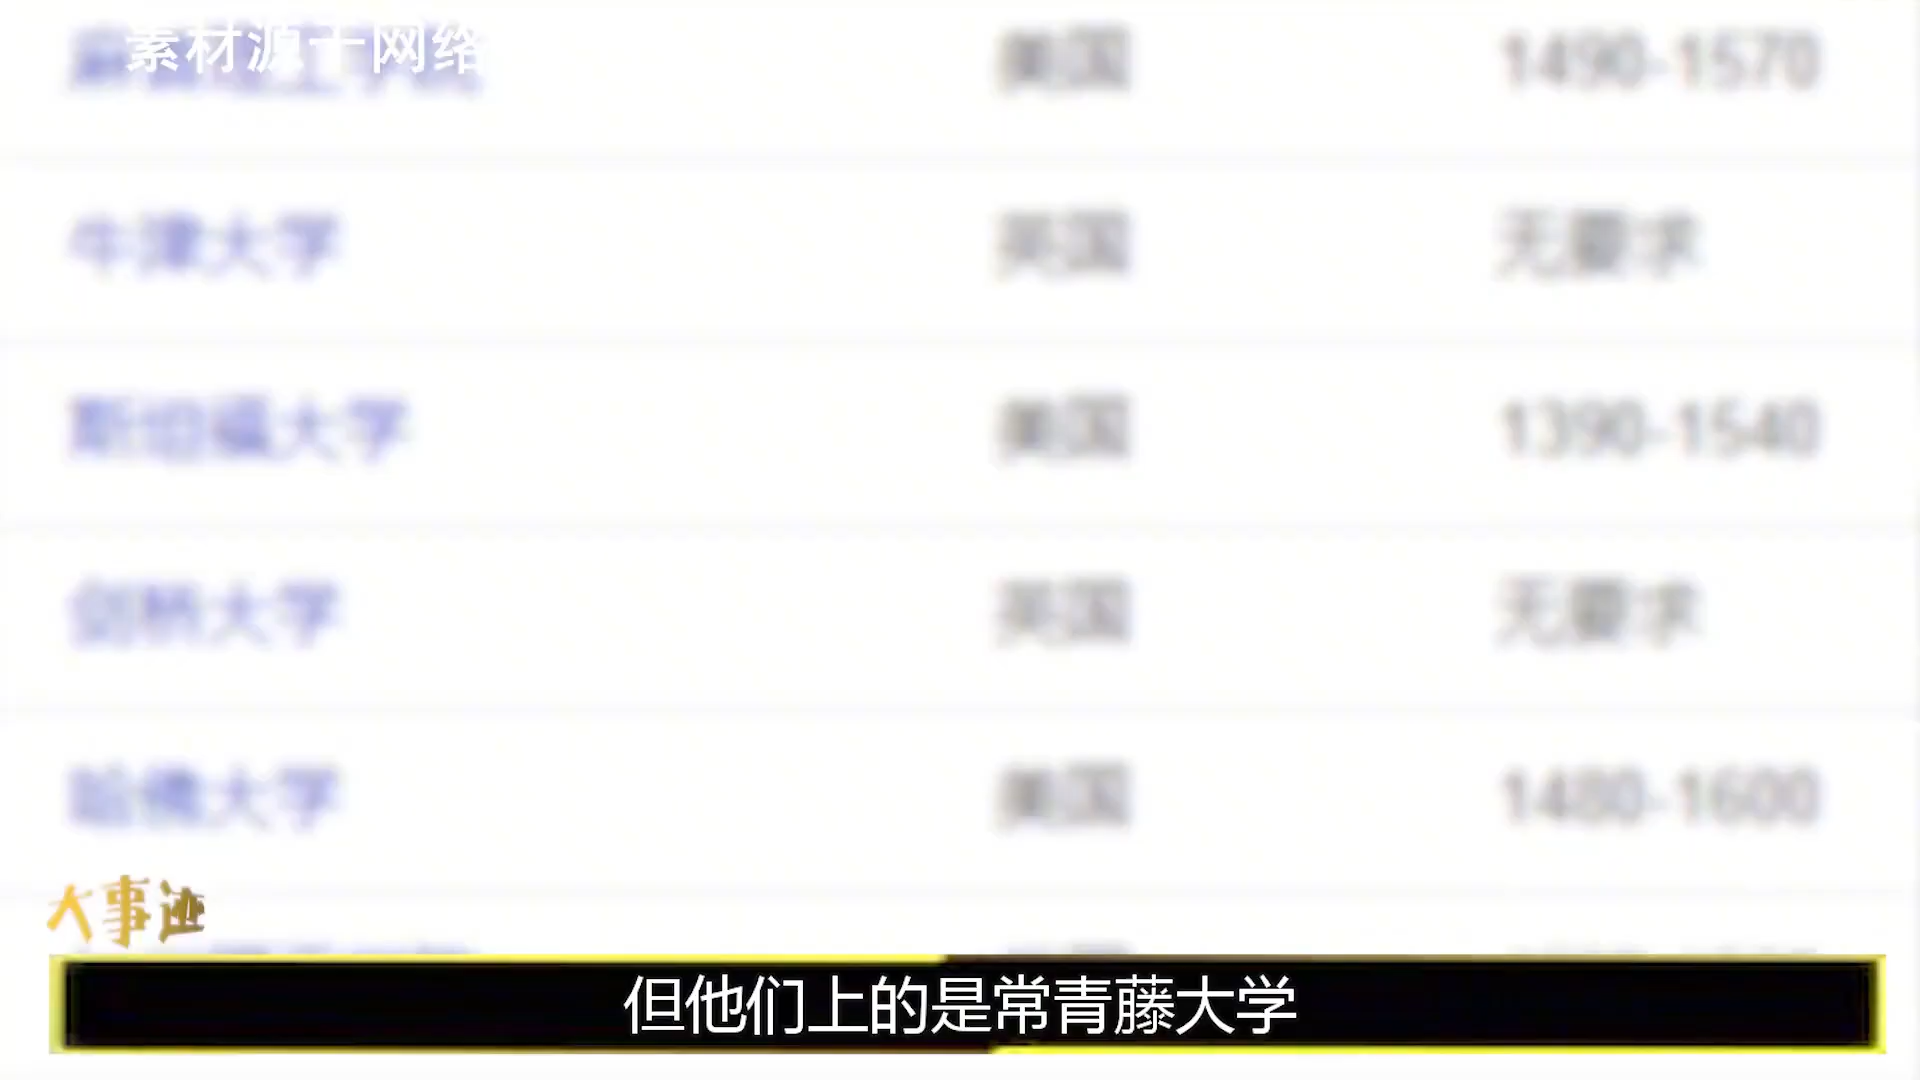 素材源于网络
美国 1490-1570
牛津大学 英国 无要求
斯坦福大学 美国 1390-1540
剑桥大学 英国 无要求
哈佛大学 美国 1480-1600
大事迹
但他们上的是常青藤大学